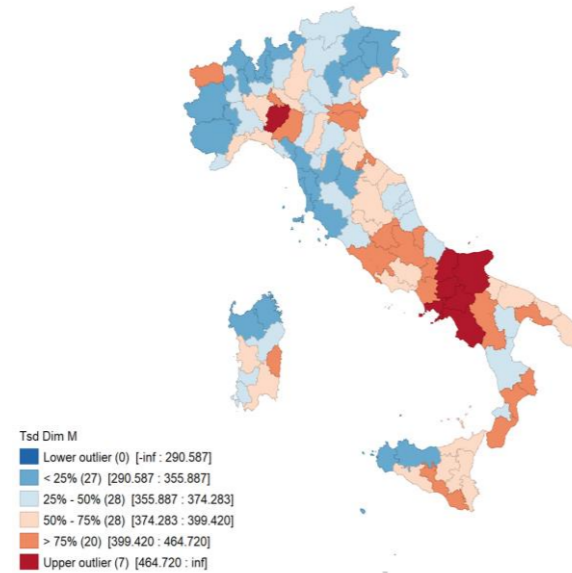 Tsd Dim M
Lower outlier (0) [-inf : 290.587]
< 25% (27) [290.587 : 355.887]
25% - 50% (28) [355.887 : 374.283]
50% - 75% (28) [374.283 : 399.420]
> 75% (20) [399.420 : 464.720]
Upper outlier (7) [464.720 : inf]